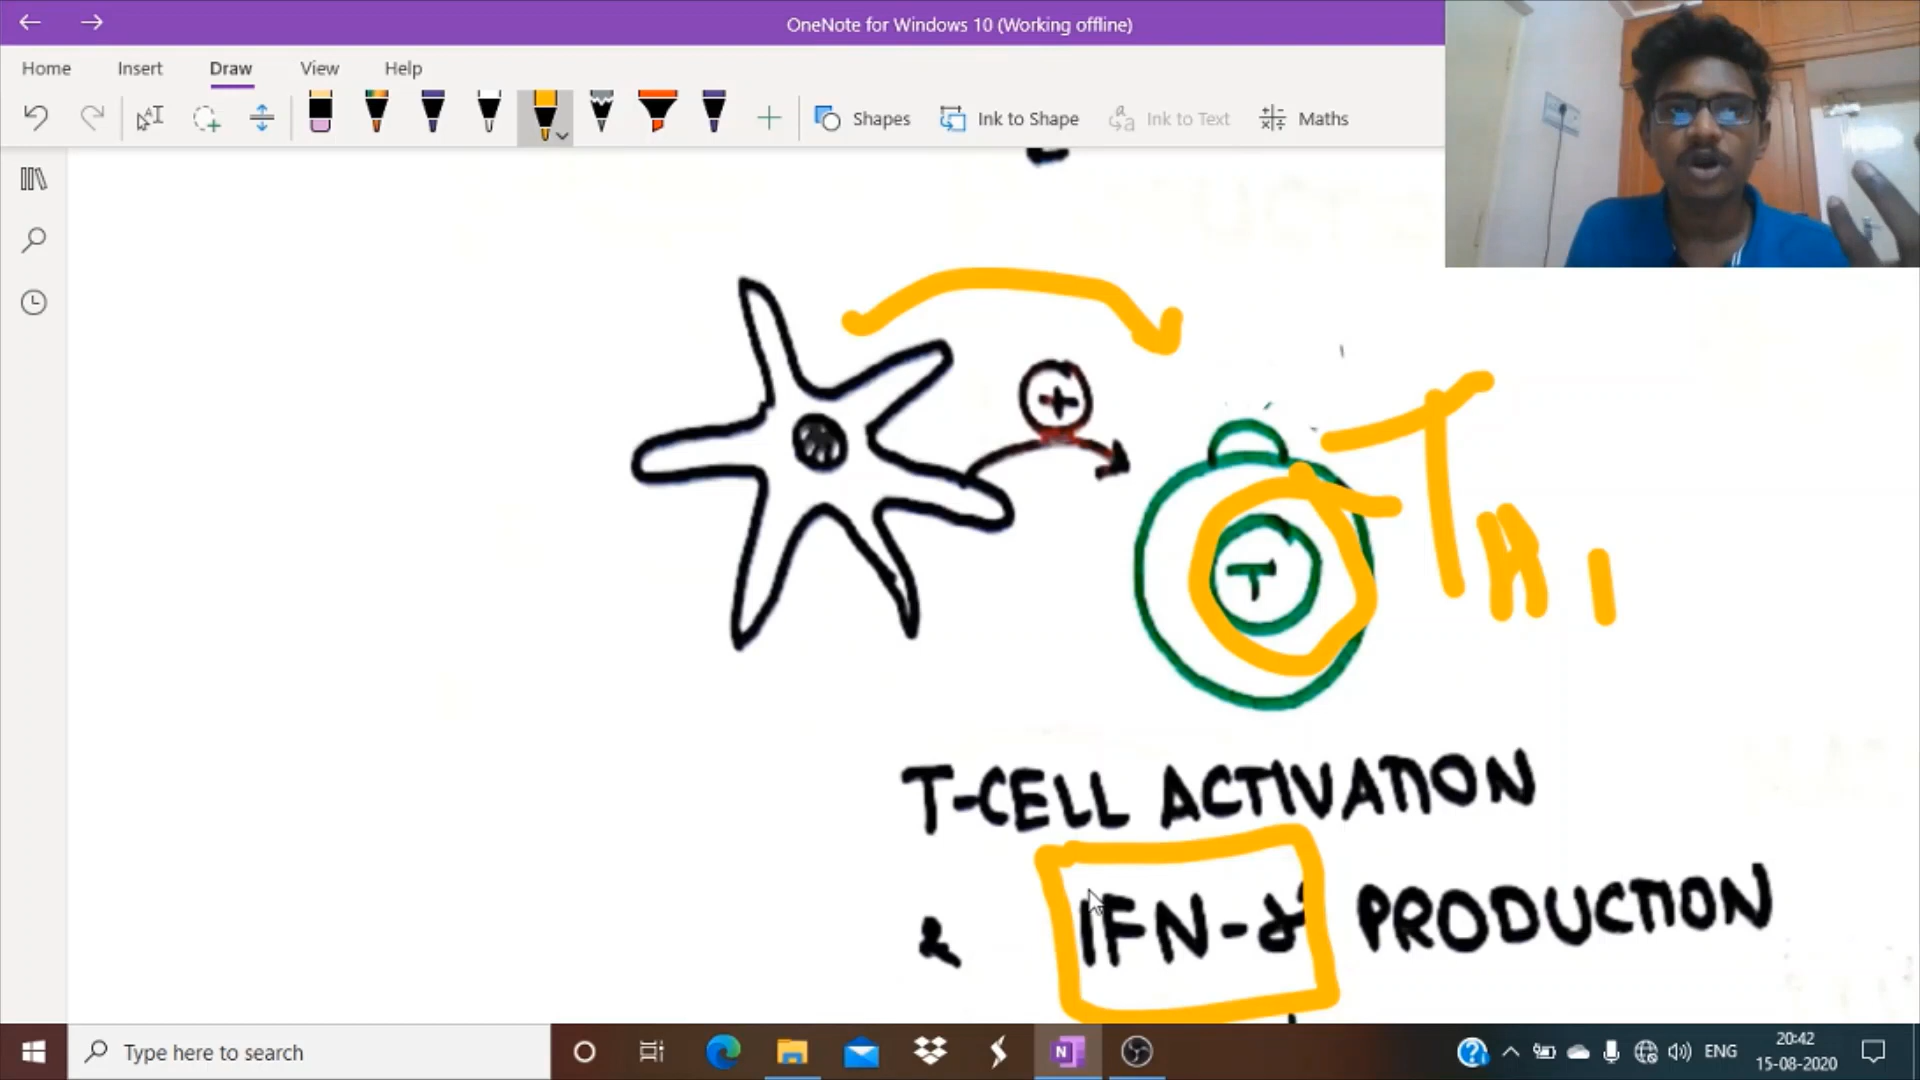 OneNote for Windows 10 (Working offline)
Home Insert Draw View Help
Shapes Ink to Shape Ink to Text Maths
+
T
TH1
T-CELL ACTIVATION
& IFN-γ PRODUCTION
Type here to search
ENG
20:42
15-08-2020